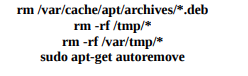 rm /var/cache/apt/archives/*.deb
rm -rf /tmp/*
rm -rf /var/tmp/*
sudo apt-get autoremove